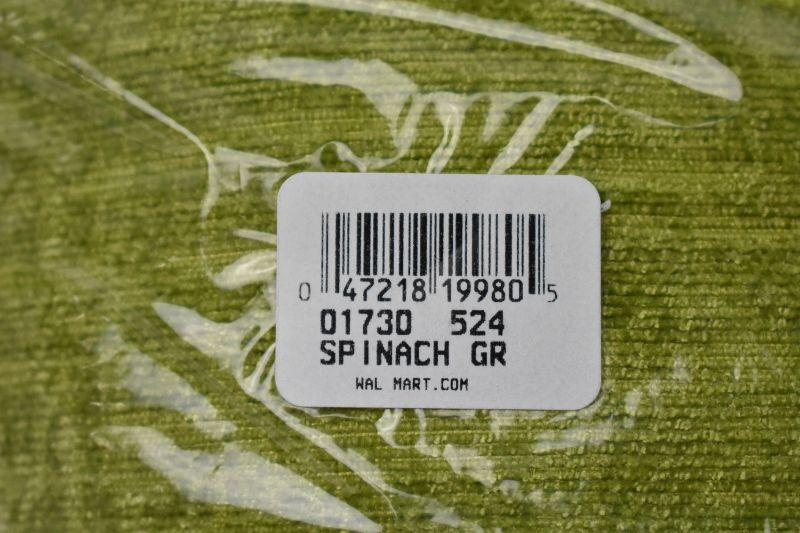 0 47218 19980 5
01730 524
SPINACH GR
WAL MART.COM